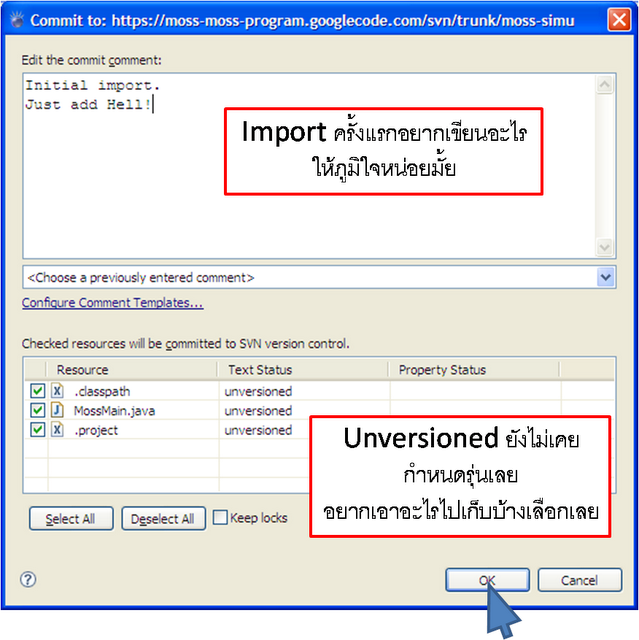 Commit to: https://moss-moss-program.googlecode.com/svn/trunk/moss-simu
Edit the commit comment:
Initial import.
Just add Hell!
Import ครั้งแรกอยากเขียนอะไร
ให้ภูมิใจหน่อยมั้ย
<Choose a previously entered comment>
Configure Comment Templates...
Checked resources will be committed to SVN version control.
Resource Text Status Property Status
.classpath unversioned
MossMain.java unversioned
.project unversioned
Unversioned ยังไม่เคย
กำหนดรุ่นเลย
อยากเอาอะไรไปเก็บบ้างเลือกเลย
Select All Deselect All Keep locks
OK Cancel